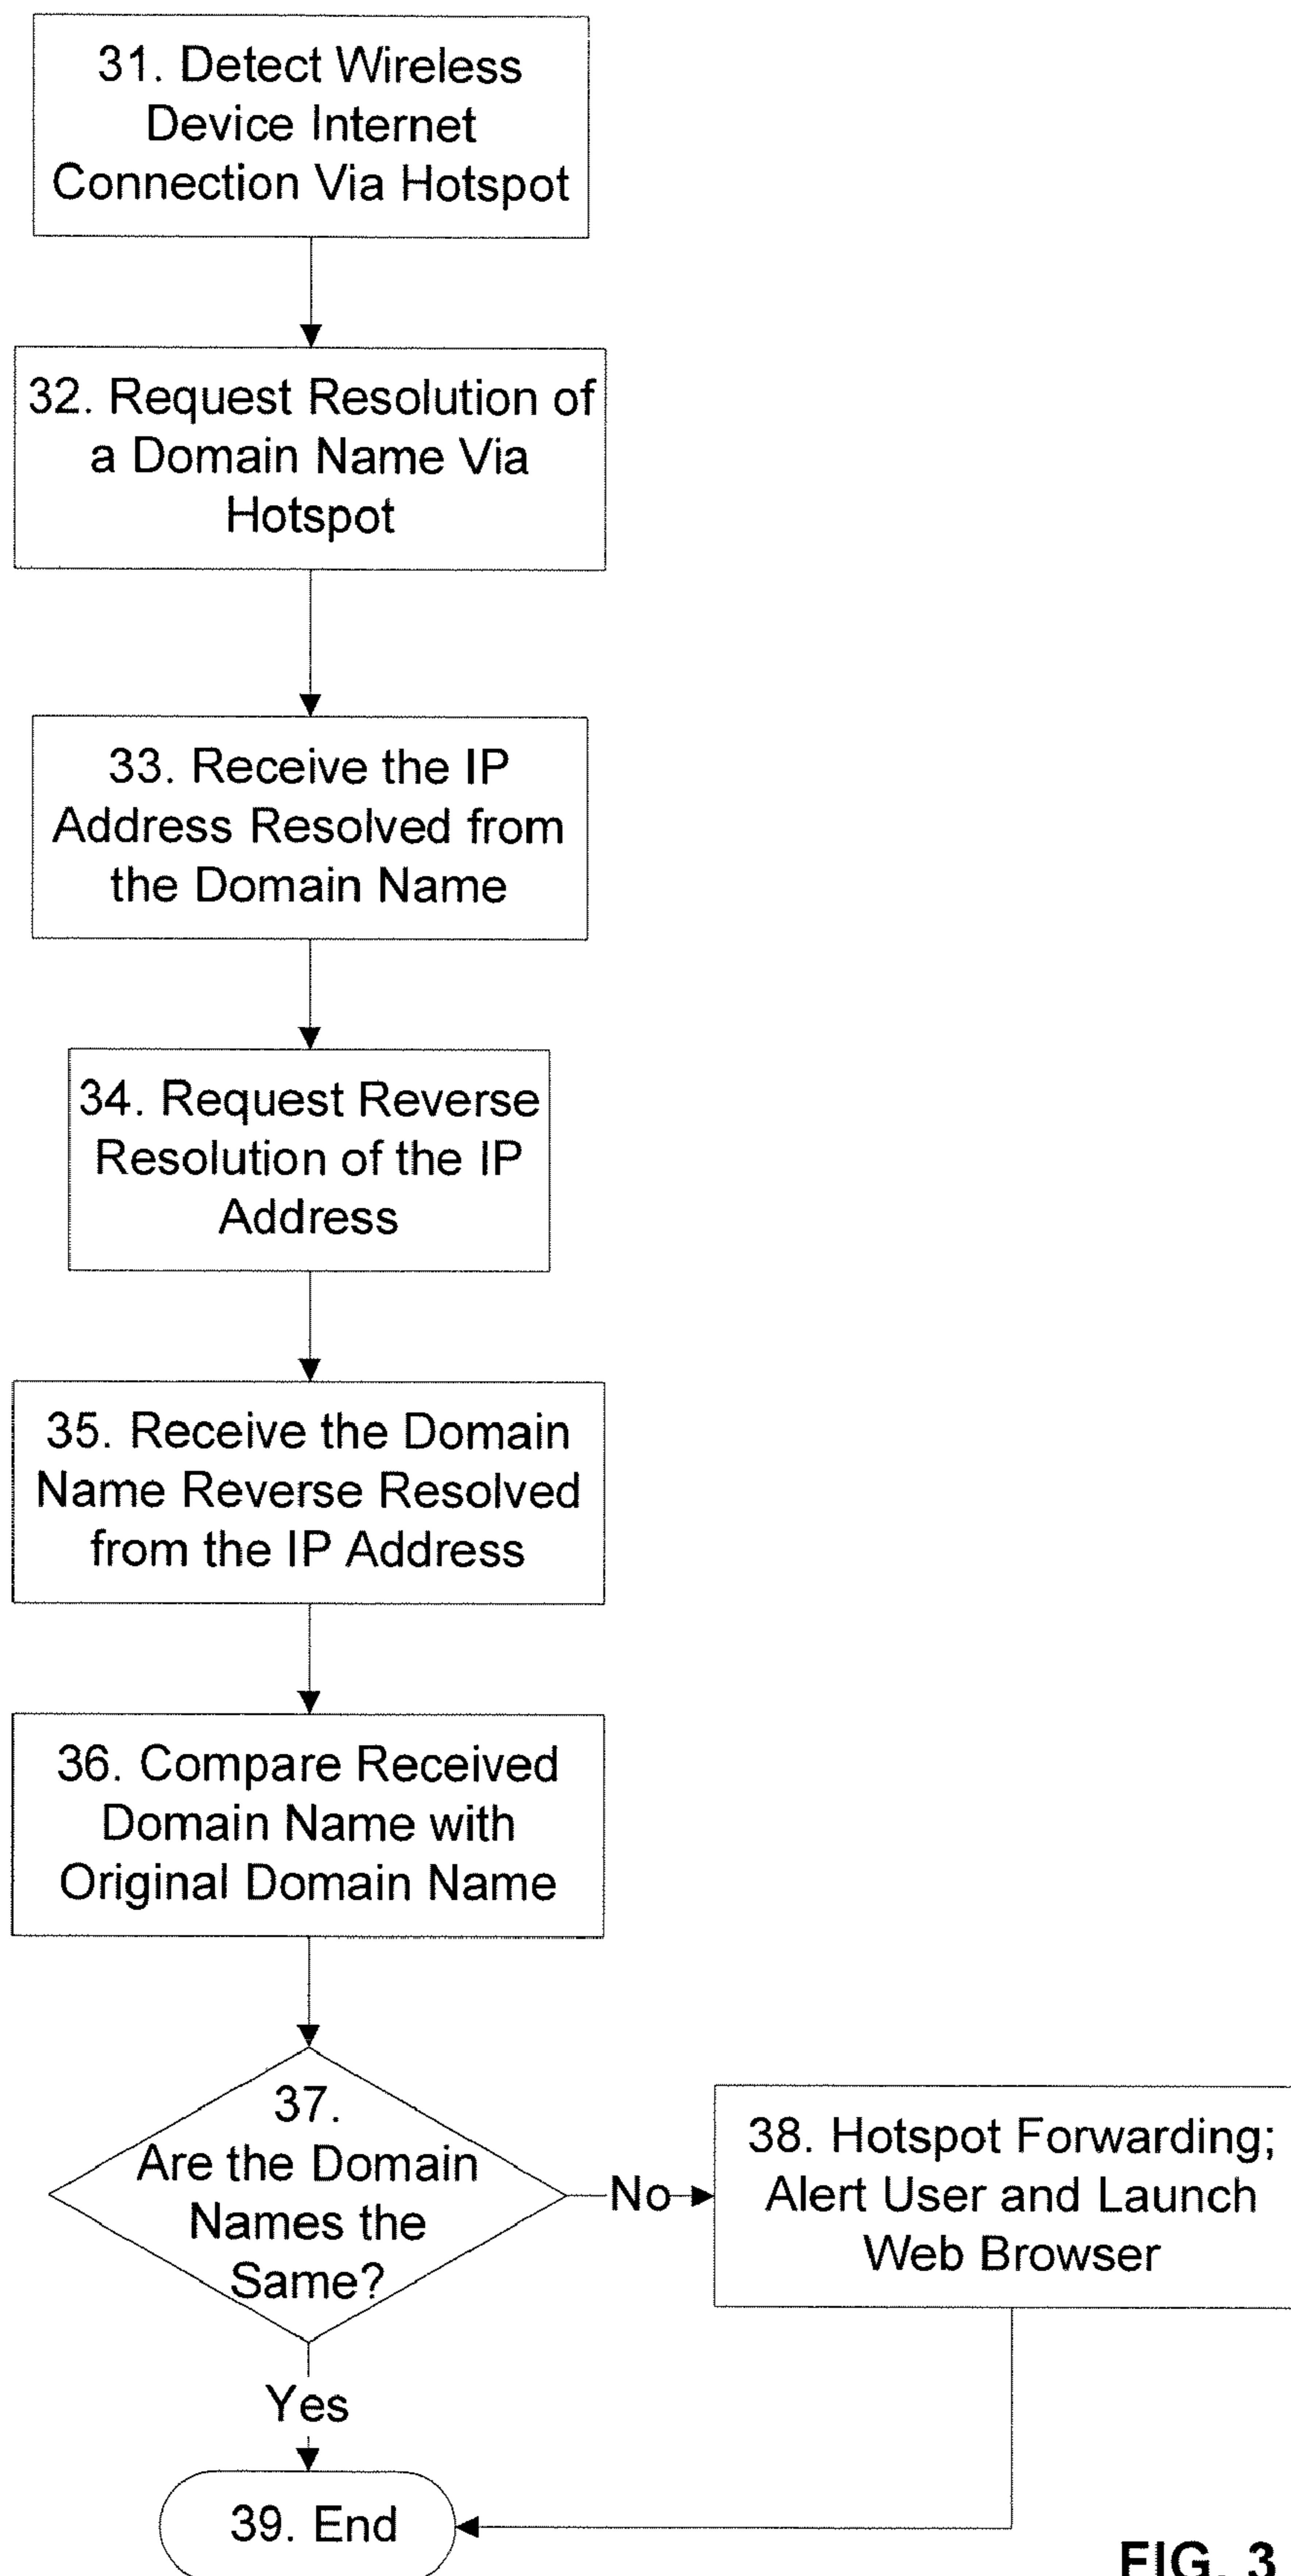 31. Detect Wireless
Device Internet
Connection Via Hotspot
32. Request Resolution of
a Domain Name Via
Hotspot
33. Receive the IP
Address Resolved from
the Domain Name
34. Request Reverse
Resolution of the IP
Address
35. Receive the Domain
Name Reverse Resolved
from the IP Address
36. Compare Received
Domain Name with
Original Domain Name
37.
Are the Domain
Names the
Same?
No
38. Hotspot Forwarding;
Alert User and Launch
Web Browser
Yes
39. End
FIG. 3